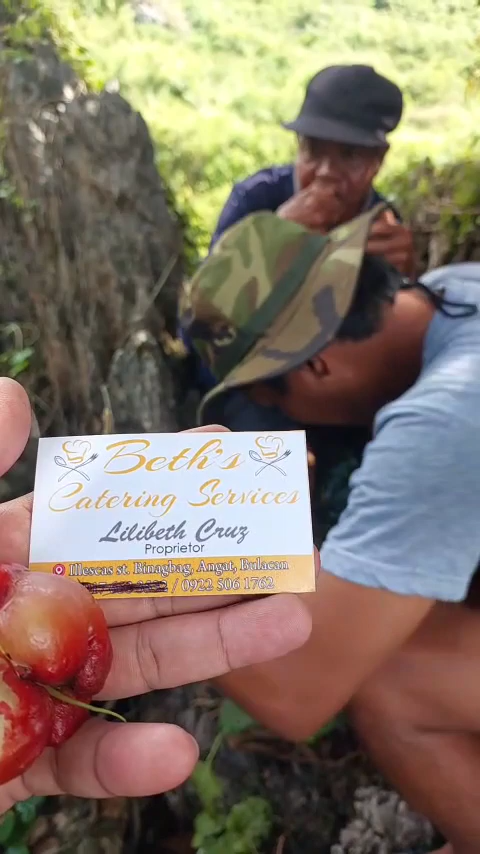 Beth's
Catering Services
Lilibeth Cruz
Proprietor
Illescas st. Binagbag, Angat, Bulacan
/ 0922 306 1762